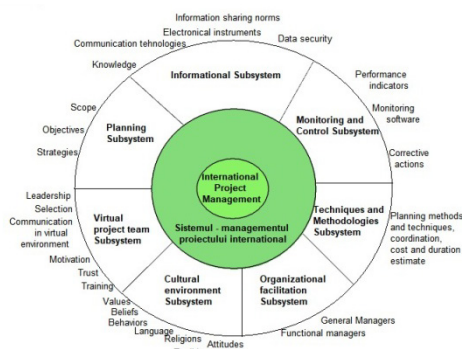 Information sharing norms
Electronical instruments
Communication tehnologies
Data security
Knowledge
Informational Subsystem
Performance
indicators
Monitoring
software
Corrective
actions
Monitoring and
Control Subsystem
Scope
Objectives
Strategies
Planning
Subsystem
International
Project
Management
Sistemul - managementul
proiectului international
Techniques and
Methodologies
Subsystem
Planning methods
and techniques,
coordination,
cost and duration
estimate
Leadership
Selection
Communication
in virtual
environment
Motivation
Trust
Training
Virtual
project team
Subsystem
Cultural
environment
Subsystem
Values
Beliefs
Behaviors
Language
Religions
Attitudes
Organizational
facilitation
Subsystem
General Managers
Functional managers